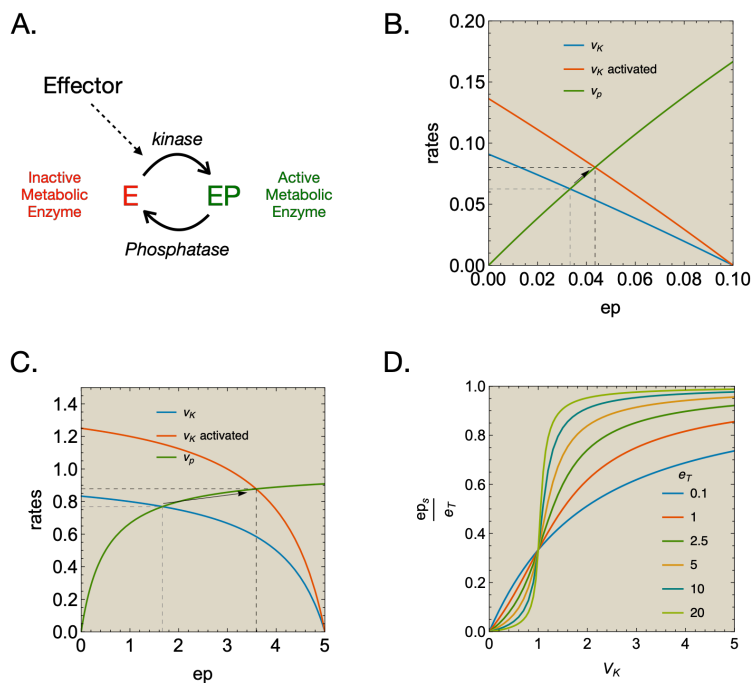 A.
Effector
kinase
Inactive
Metabolic
Enzyme
E
EP
Active
Metabolic
Enzyme
Phosphatase
B.
0.20
0.15
0.10
0.05
0.00
rates
v_K
v_K activated
v_p
0.00 0.02 0.04 0.06 0.08 0.10
ep
C.
1.4
1.2
1.0
0.8
0.6
0.4
0.2
0.0
rates
v_K
v_K activated
v_p
0 1 2 3 4 5
ep
D.
1.0
0.8
0.6
0.4
0.2
0.0
ep_s
e_T
e_T
0.1
1
2.5
5
10
20
0 1 2 3 4 5
V_K